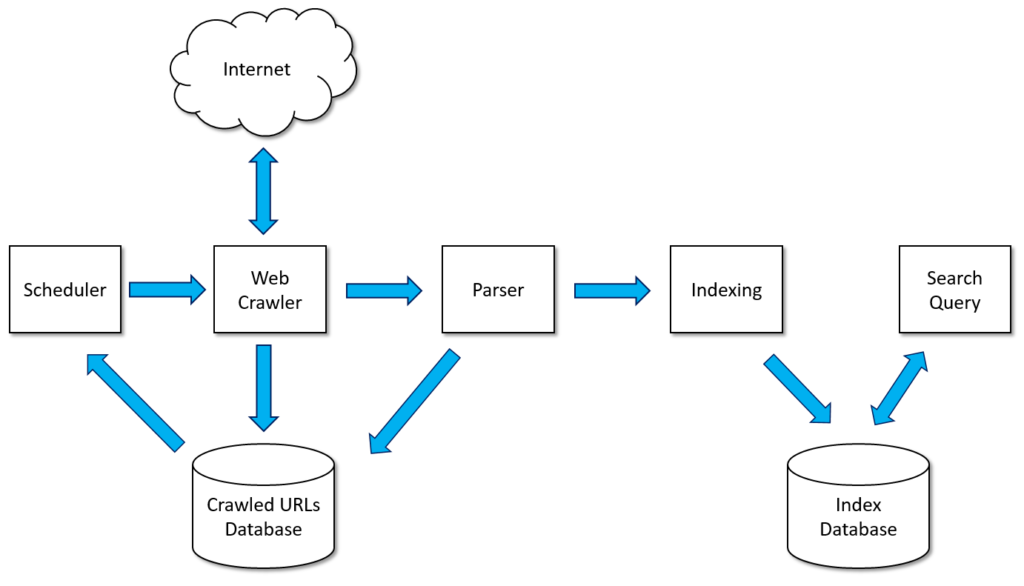 Internet
Scheduler
Web
Crawler
Parser
Indexing
Search
Query
Crawled URLs
Database
Index
Database